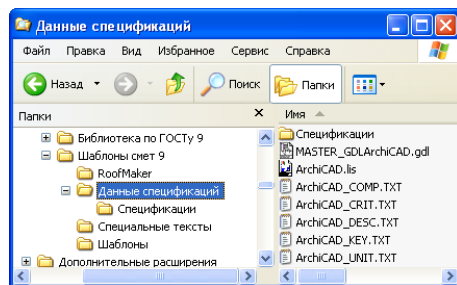 Данные спецификаций
Файл Правка Вид Избранное Сервис Справка
Назад Поиск Папки
Папки
Библиотека по ГОСТу 9
Шаблоны смет 9
RoofMaker
Данные спецификаций
Спецификации
Специальные тексты
Шаблоны
Дополнительные расширения
Имя
Спецификации
MASTER_GDLArchiCAD.gdl
ArchiCAD.lis
ArchiCAD_COMP.TXT
ArchiCAD_CRIT.TXT
ArchiCAD_DESC.TXT
ArchiCAD_KEY.TXT
ArchiCAD_UNIT.TXT